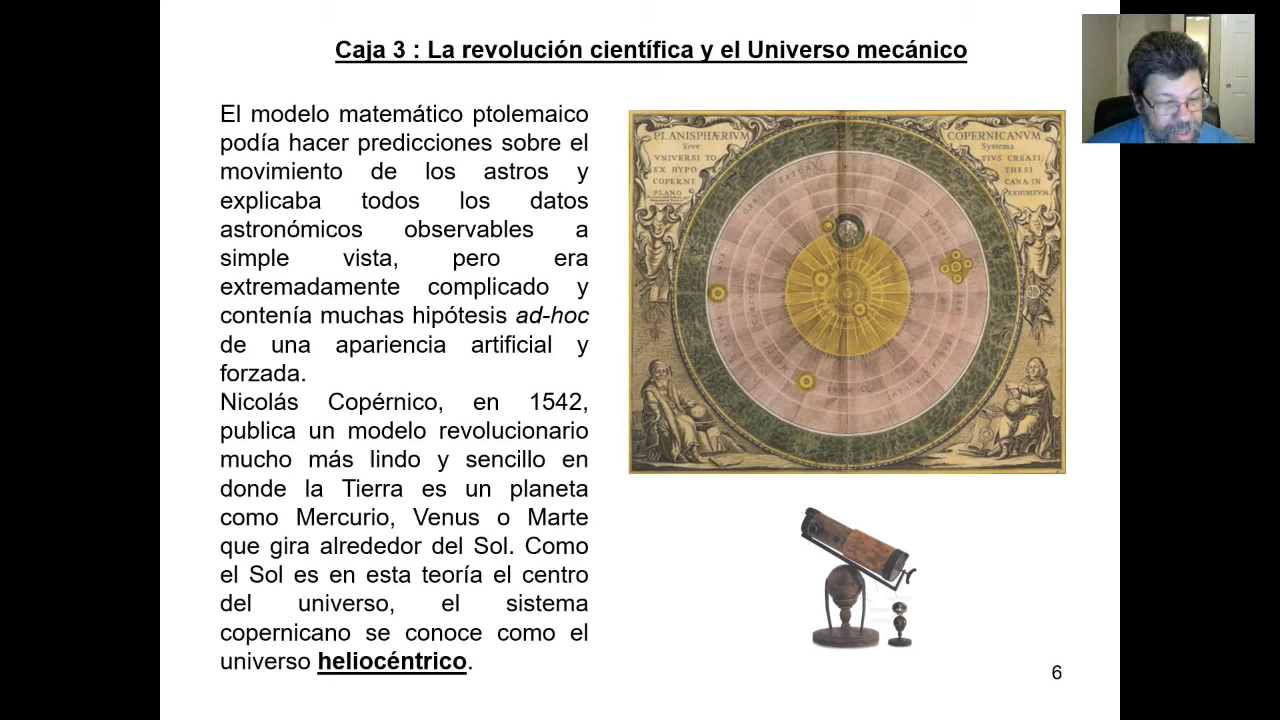 Caja 3 : La revolución científica y el Universo mecánico
El modelo matemático ptolemaico
podía hacer predicciones sobre el
movimiento de los astros y
explicaba todos los datos
astronómicos observables a
simple vista, pero era
extremadamente complicado y
contenía muchas hipótesis ad-hoc
de una apariencia artificial y
forzada.
Nicolás Copérnico, en 1542,
publica un modelo revolucionario
mucho más lindo y sencillo en
donde la Tierra es un planeta
como Mercurio, Venus o Marte
que gira alrededor del Sol. Como
el Sol es en esta teoría el centro
del universo, el sistema
copernicano se conoce como el
universo heliocéntrico.
PLANISPHÆRIVM
Sive
VNIVERSI TO
EX HYPO
COPERNI
PLANO
COPERNICANVM
Systema
TIVS CREATI
THESI
CANA IN
EXHIBITVM
6